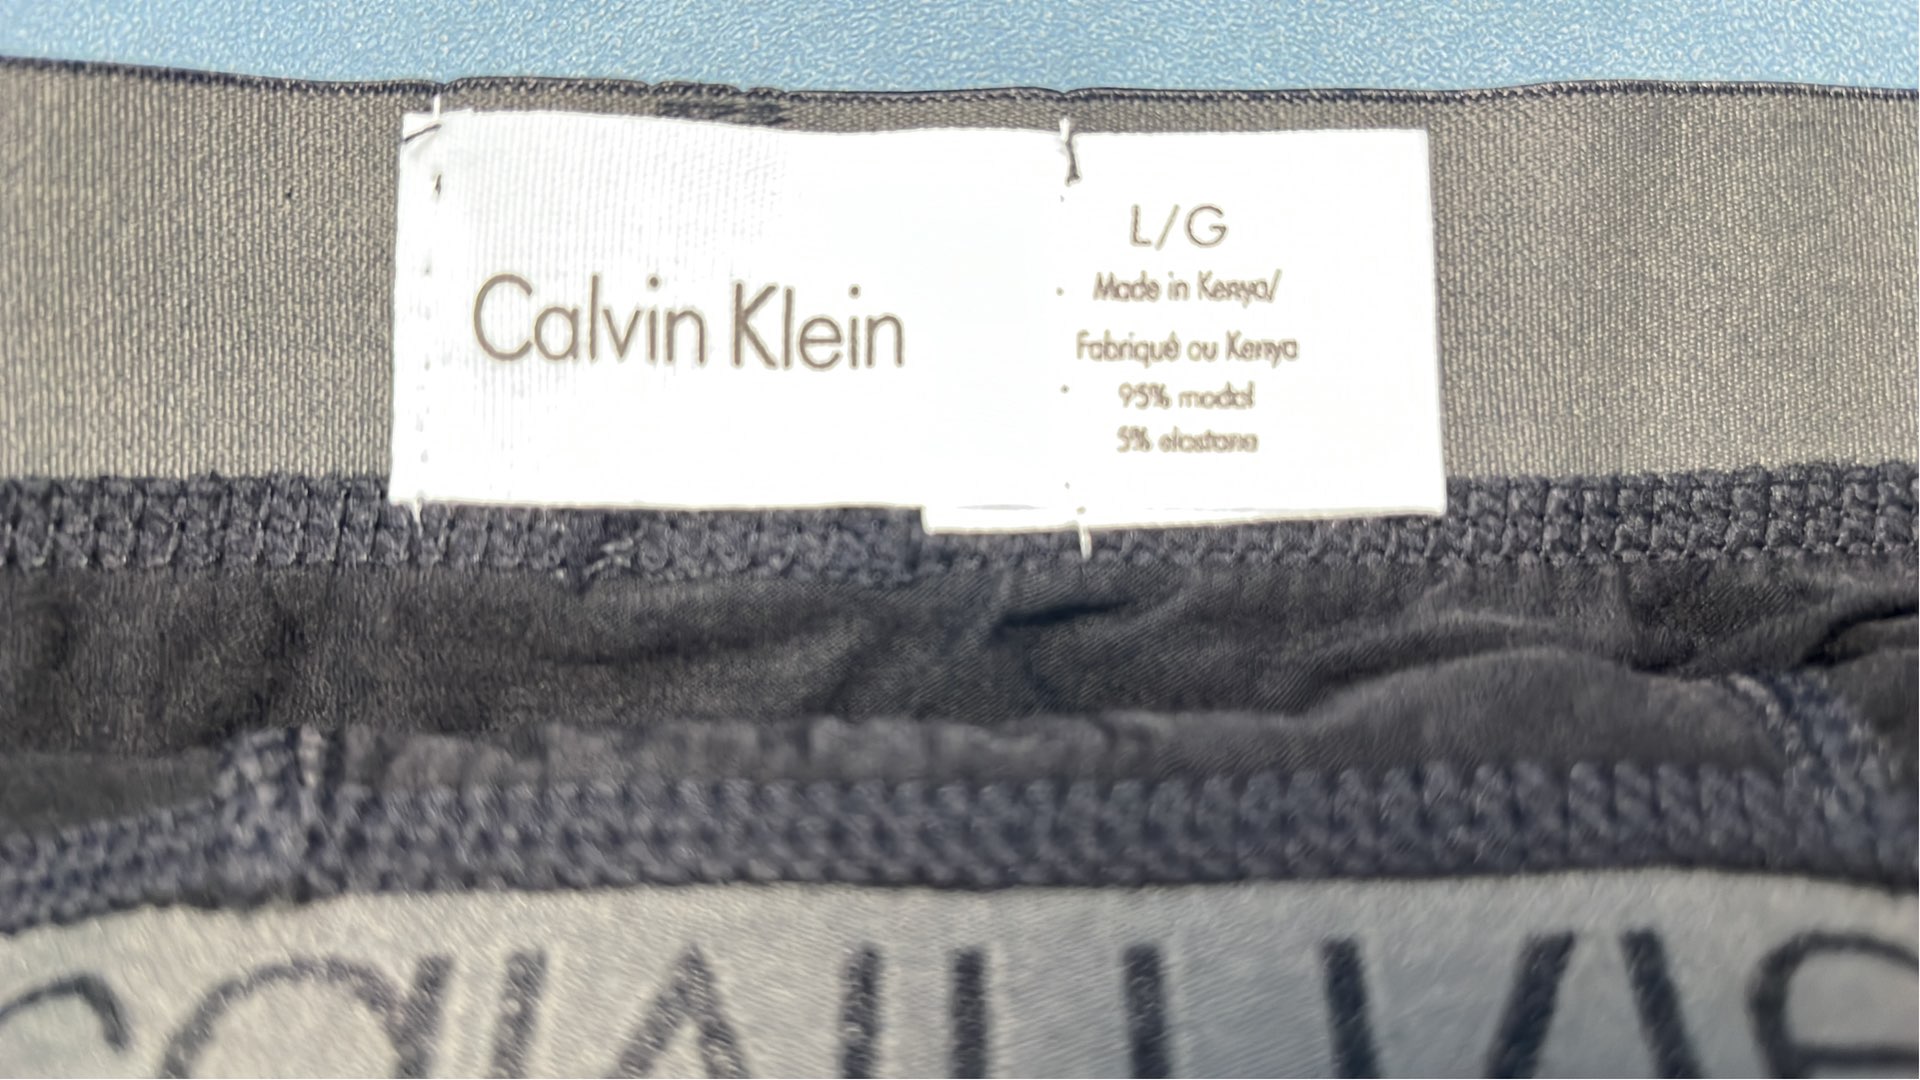 Calvin Klein
L/G
Made in Kenya/
Fabriqué au Kenya
95% modal
5% elastane